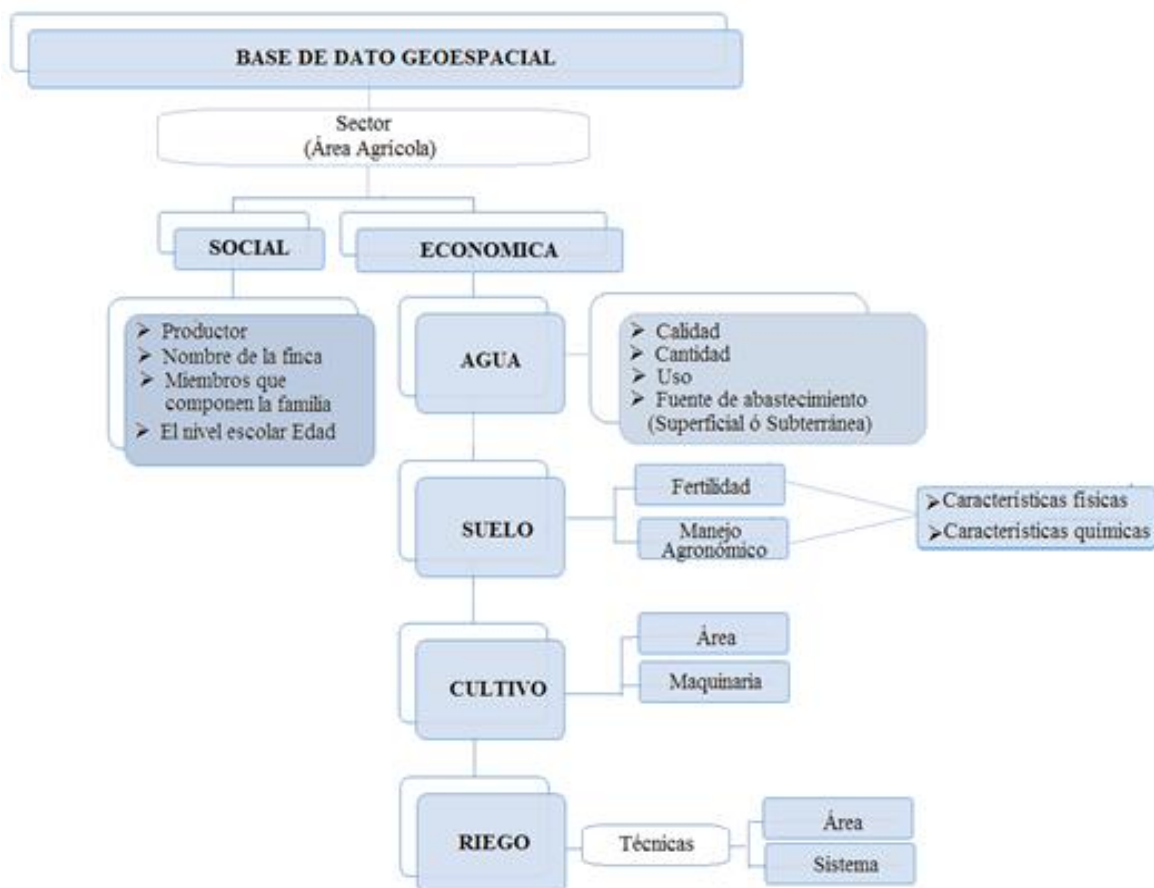 BASE DE DATO GEOESPACIAL
Sector
(Área Agrícola)
SOCIAL
ECONOMICA
➢ Productor
➢ Nombre de la finca
➢ Miembros que
componen la familia
➢ El nivel escolar Edad
AGUA
➢ Calidad
➢ Cantidad
➢ Uso
➢ Fuente de abastecimiento
(Superficial ó Subterránea)
SUELO
Fertilidad
Manejo
Agronómico
➢ Características físicas
➢ Características químicas
CULTIVO
Área
Maquinaria
RIEGO
Técnicas
Área
Sistema